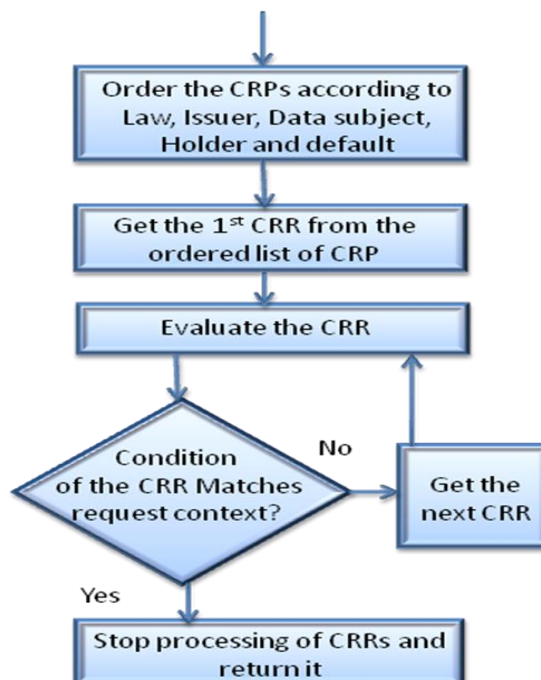 Order the CRPs according to
Law, Issuer, Data subject,
Holder and default
Get the 1st CRR from the
ordered list of CRP
Evaluate the CRR
Condition
of the CRR Matches
request context?
No
Get the
next CRR
Yes
Stop processing of CRRs and
return it